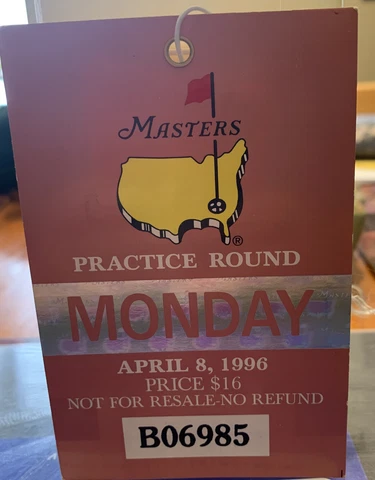 MASTERS
®
PRACTICE ROUND
MONDAY
APRIL 8, 1996
PRICE $16
NOT FOR RESALE-NO REFUND
B06985